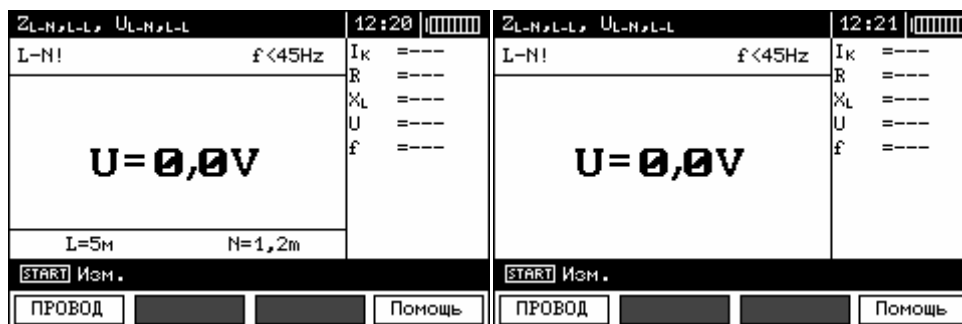 ZL-N,L-L, UL-N,L-L 12:20
L-N! f<45Hz
IK =---
R =---
XL =---
U =---
f =---
U=0,0V
L=5м N=1,2m
START Изм.
ПРОВОД Помощь
ZL-N,L-L, UL-N,L-L 12:21
L-N! f<45Hz
IK =---
R =---
XL =---
U =---
f =---
U=0,0V
START Изм.
ПРОВОД Помощь